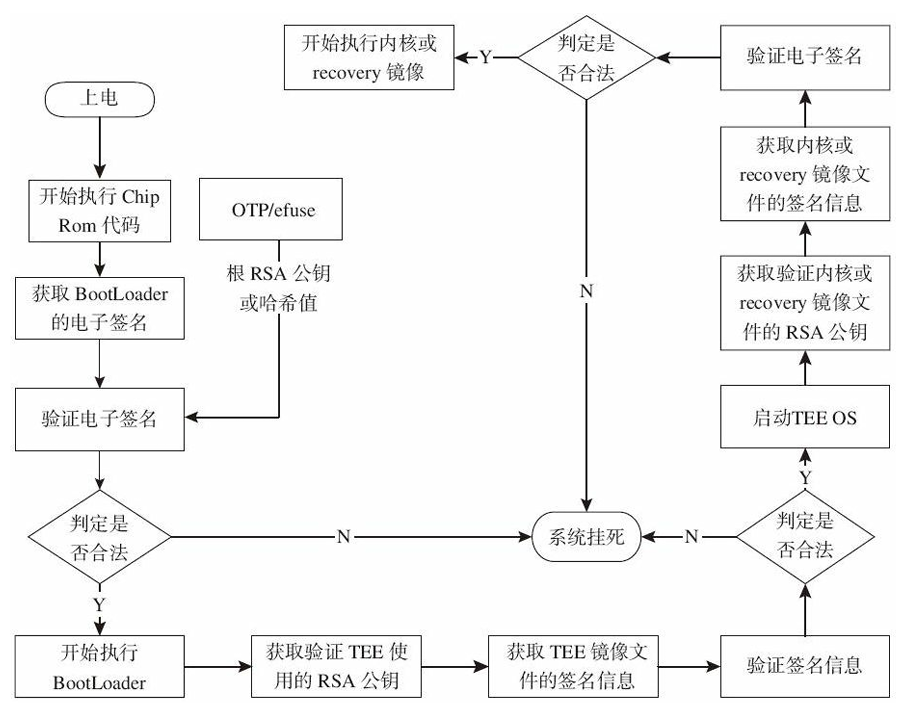 上电
开始执行 Chip
Rom 代码
获取 BootLoader
的电子签名
OTP/efuse
根 RSA 公钥
或哈希值
验证电子签名
判定是
否合法
N
Y
开始执行
BootLoader
获取验证 TEE 使
用的 RSA 公钥
获取 TEE 镜像文
件的签名信息
验证签名信息
判定是
否合法
N
系统挂死
Y
启动TEE OS
获取验证内核或
recovery 镜像文
件的 RSA 公钥
获取内核或
recovery 镜像文
件的签名信息
验证电子签名
判定是
否合法
N
Y
开始执行内核或
recovery 镜像